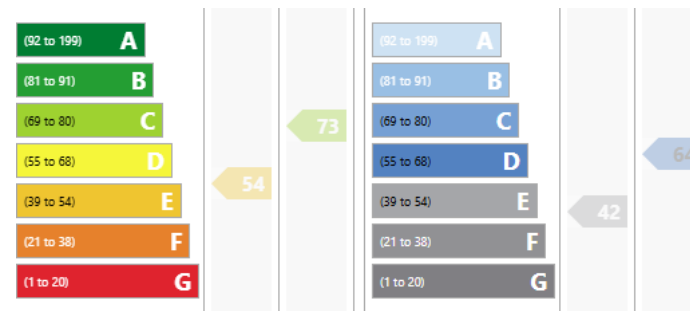 (92 to 199) A
(81 to 91) B
(69 to 80) C
(55 to 68) D
(39 to 54) E
(21 to 38) F
(1 to 20) G
54
73
(92 to 199) A
(81 to 91) B
(69 to 80) C
(55 to 68) D
(39 to 54) E
(21 to 38) F
(1 to 20) G
42
64